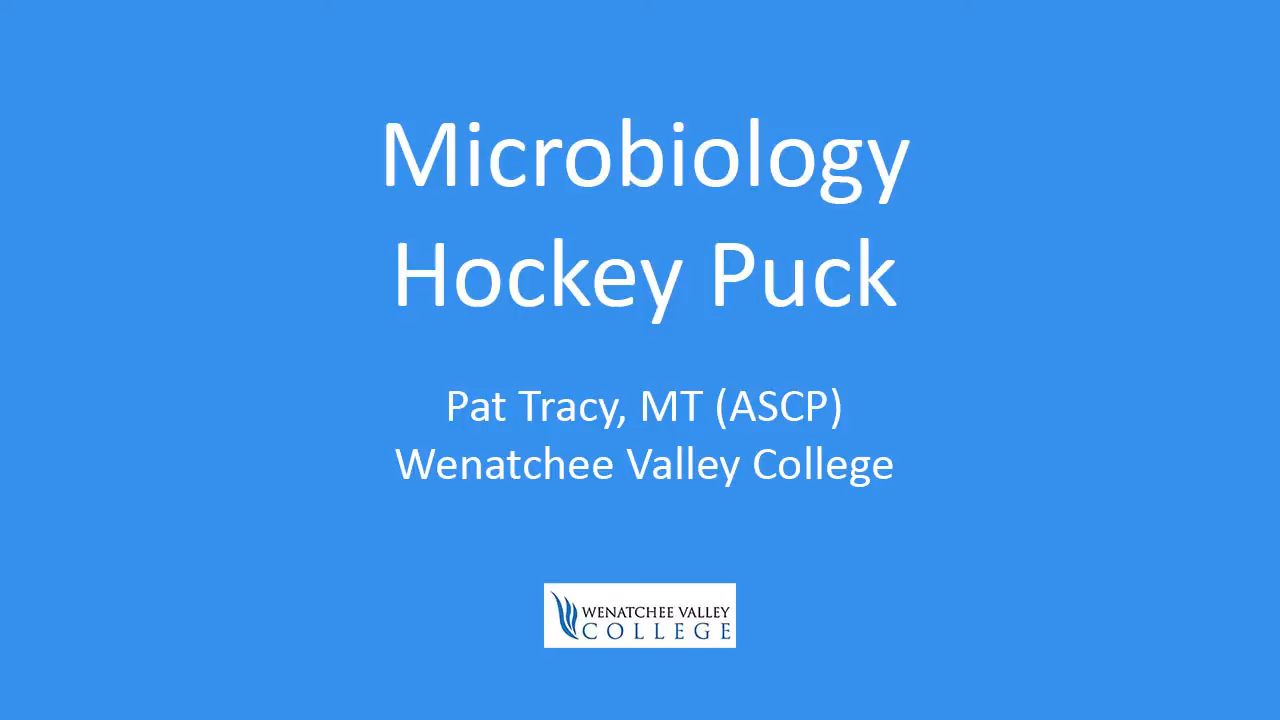 Microbiology
Hockey Puck
Pat Tracy, MT (ASCP)
Wenatchee Valley College
WENATCHEE VALLEY
COLLEGE